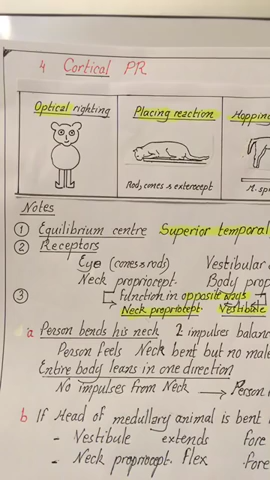 4 Cortical PR
Optical righting
Placing reaction
Hopping
Rod, cones & exterocept
M. sp
Notes
① Equilibrium centre Superior temporal
② Receptors
Eye (cones & rods) Vestibular
Neck propriocept. Body prop
③ Function in opposite
Neck propriocept. Vestibule
a Person bends his neck 2 impulses balanc
Person feels Neck bent but no male
Entire body leans in one direction
No impulses from Neck → Person
b If Head of medullary animal is bent
- Vestibule extends fore
- Neck propriocept. Flex fore